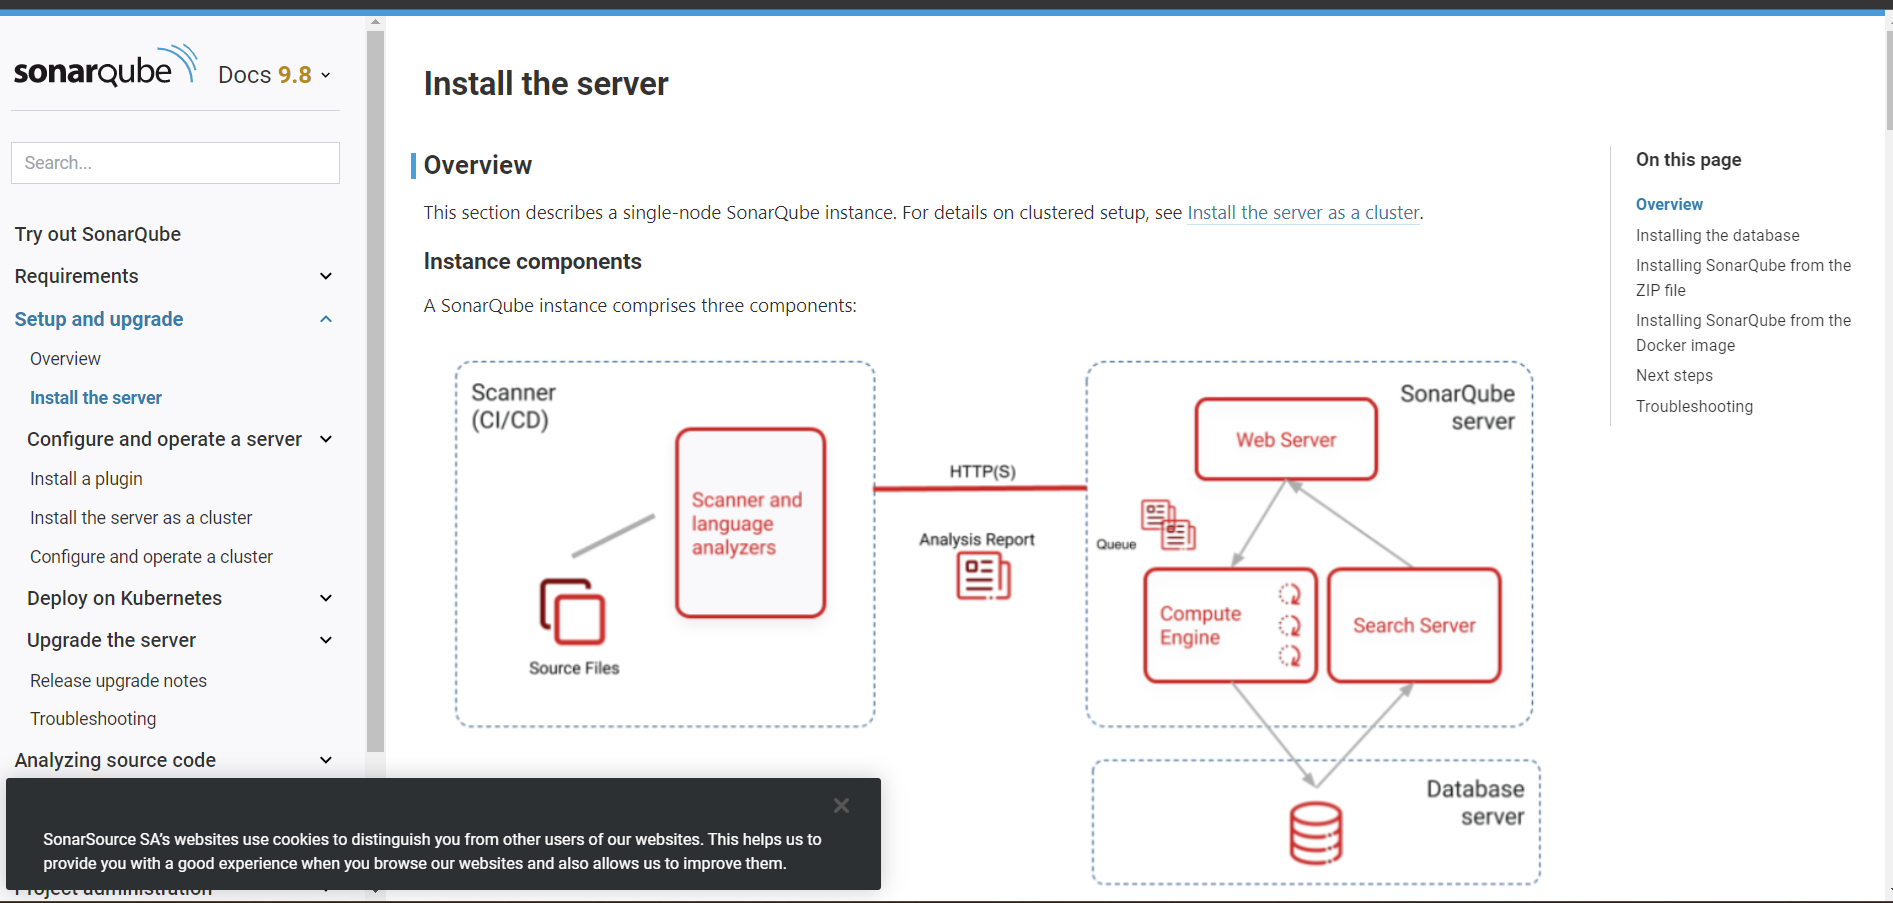 sonarqube Docs 9.8
Search...
Try out SonarQube
Requirements
Setup and upgrade
Overview
Install the server
Configure and operate a server
Install a plugin
Install the server as a cluster
Configure and operate a cluster
Deploy on Kubernetes
Upgrade the server
Release upgrade notes
Troubleshooting
Analyzing source code
Project administration
Install the server
Overview
This section describes a single-node SonarQube instance. For details on clustered setup, see Install the server as a cluster.
Instance components
A SonarQube instance comprises three components:
Scanner
(CI/CD)
Scanner and
language
analyzers
Source Files
HTTP(S)
Analysis Report
SonarQube
server
Web Server
Queue
Compute
Engine
Search Server
Database
server
On this page
Overview
Installing the database
Installing SonarQube from the
ZIP file
Installing SonarQube from the
Docker image
Next steps
Troubleshooting
SonarSource SA's websites use cookies to distinguish you from other users of our websites. This helps us to
provide you with a good experience when you browse our websites and also allows us to improve them.